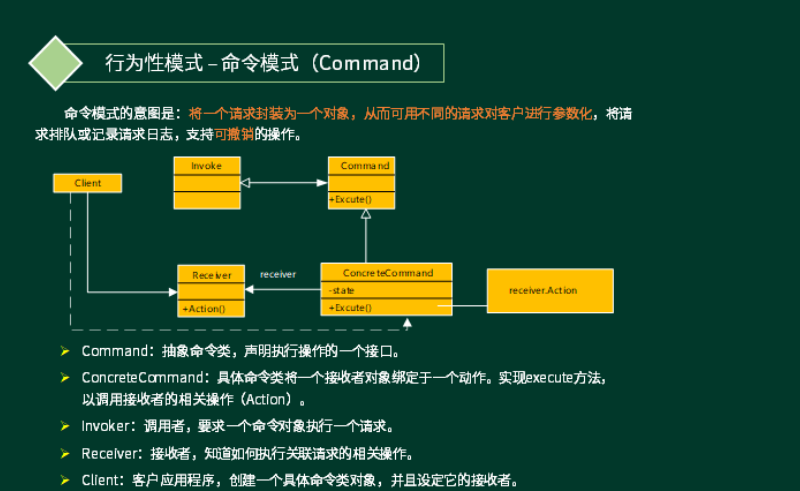 行为性模式 – 命令模式（Command）
命令模式的意图是：将一个请求封装为一个对象，从而可用不同的请求对客户进行参数化，将请
求排队或记录请求日志，支持可撤销的操作。
Invoke
Command
Client
+Excute()
Receiver
receiver
ConcreteCommand
-state
receiver.Action
+Action()
+Excute()
➢ Command：抽象命令类，声明执行操作的一个接口。
➢ ConcreteCommand：具体命令类将一个接收者对象绑定于一个动作。实现execute方法，
以调用接收者的相关操作（Action）。
➢ Invoker：调用者，要求一个命令对象执行一个请求。
➢ Receiver：接收者，知道如何执行关联请求的相关操作。
➢ Client：客户应用程序，创建一个具体命令类对象，并且设定它的接收者。